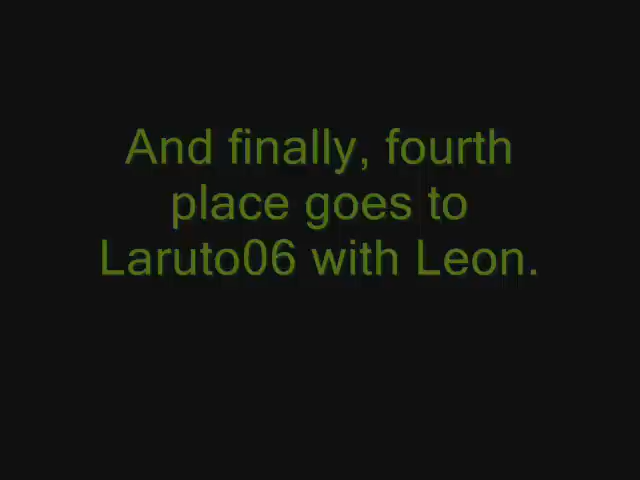 And finally, fourth
place goes to
Laruto06 with Leon.